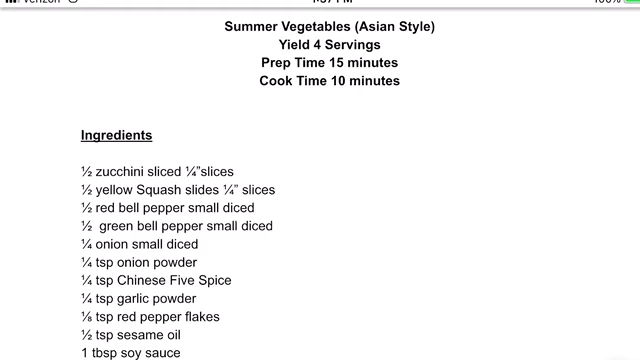 Summer Vegetables (Asian Style)
Yield 4 Servings
Prep Time 15 minutes
Cook Time 10 minutes
Ingredients
½ zucchini sliced ¼”slices
½ yellow Squash slides ¼” slices
½ red bell pepper small diced
½  green bell pepper small diced
¼ onion small diced
¼ tsp onion powder
¼ tsp Chinese Five Spice
¼ tsp garlic powder
⅛ tsp red pepper flakes
½ tsp sesame oil
1 tbsp soy sauce